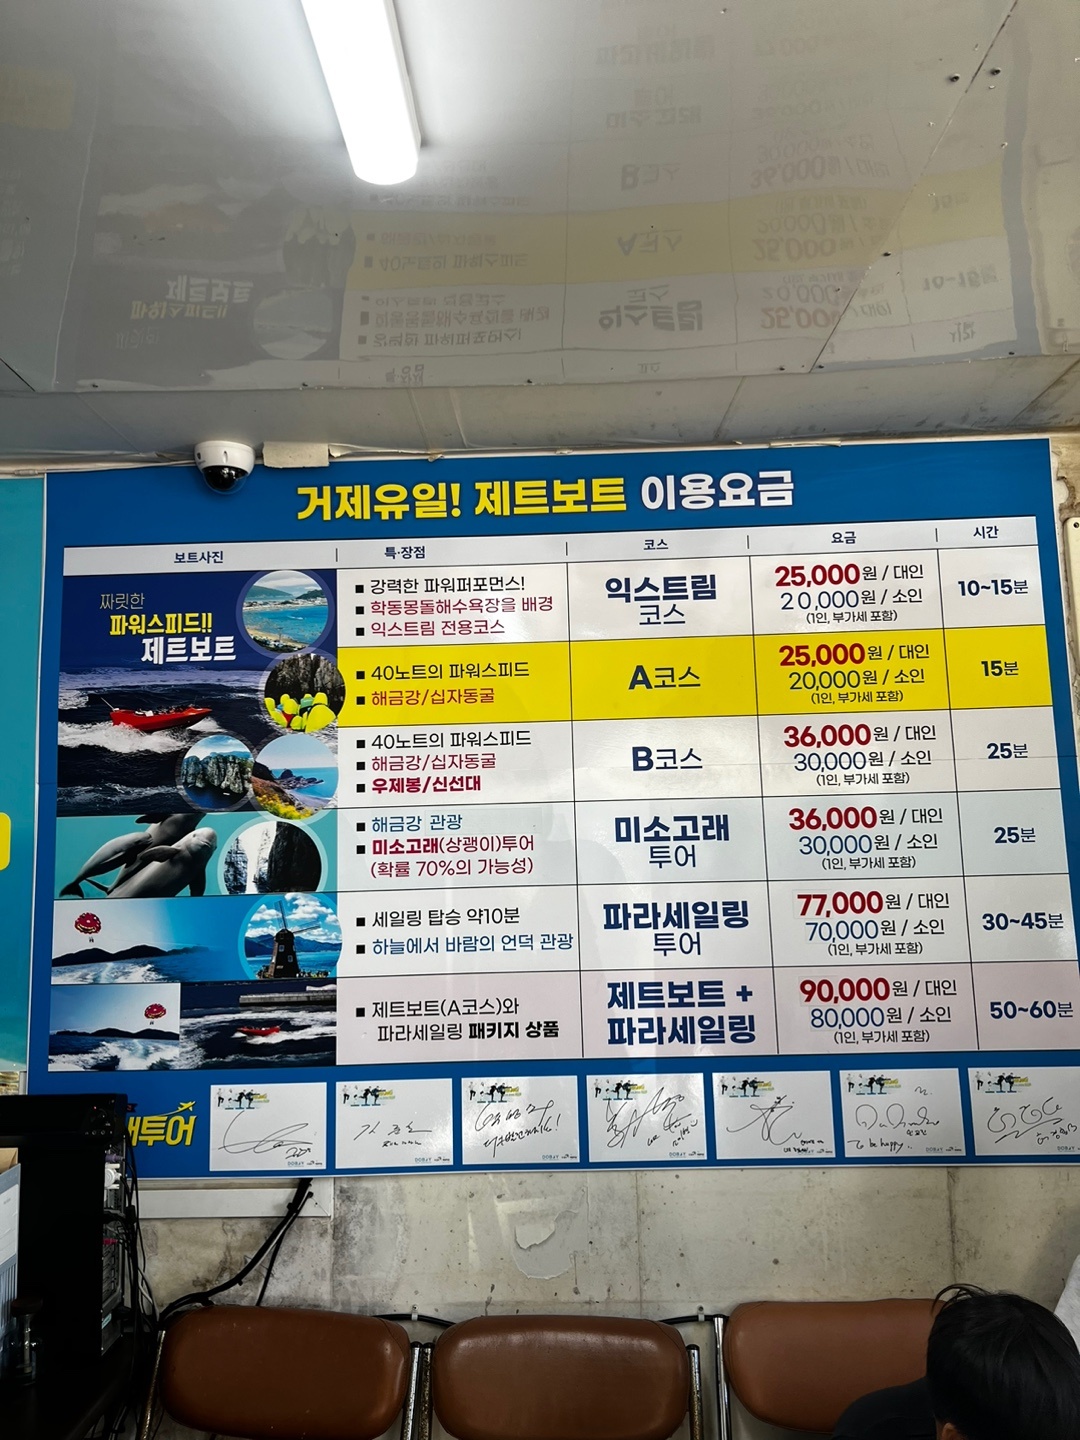 거제유일! 제트보트 이용요금
보트사진 특·장점 코스 요금 시간
짜릿한
파워스피드!!
제트보트
■ 강력한 파워퍼포먼스!
■ 학동몽돌해수욕장을 배경
■ 익스트림 전용코스
익스트림
코스
25,000원 / 대인
20,000원 / 소인
(1인, 부가세 포함)
10~15분
■ 40노트의 파워스피드
■ 해금강/십자동굴
A코스
25,000원 / 대인
20,000원 / 소인
(1인, 부가세 포함)
15분
■ 40노트의 파워스피드
■ 해금강/십자동굴
■ 우제봉/신선대
B코스
36,000원 / 대인
30,000원 / 소인
(1인, 부가세 포함)
25분
■ 해금강 관광
■ 미소고래(상괭이)투어
(확률 70%의 가능성)
미소고래
투어
36,000원 / 대인
30,000원 / 소인
(1인, 부가세 포함)
25분
■ 세일링 탑승 약10분
■ 하늘에서 바람의 언덕 관광
파라세일링
투어
77,000원 / 대인
70,000원 / 소인
(1인, 부가세 포함)
30~45분
■ 제트보트(A코스)와
파라세일링 패키지 상품
제트보트 +
파라세일링
90,000원 / 대인
80,000원 / 소인
(1인, 부가세 포함)
50~60분
투어
To be happy..